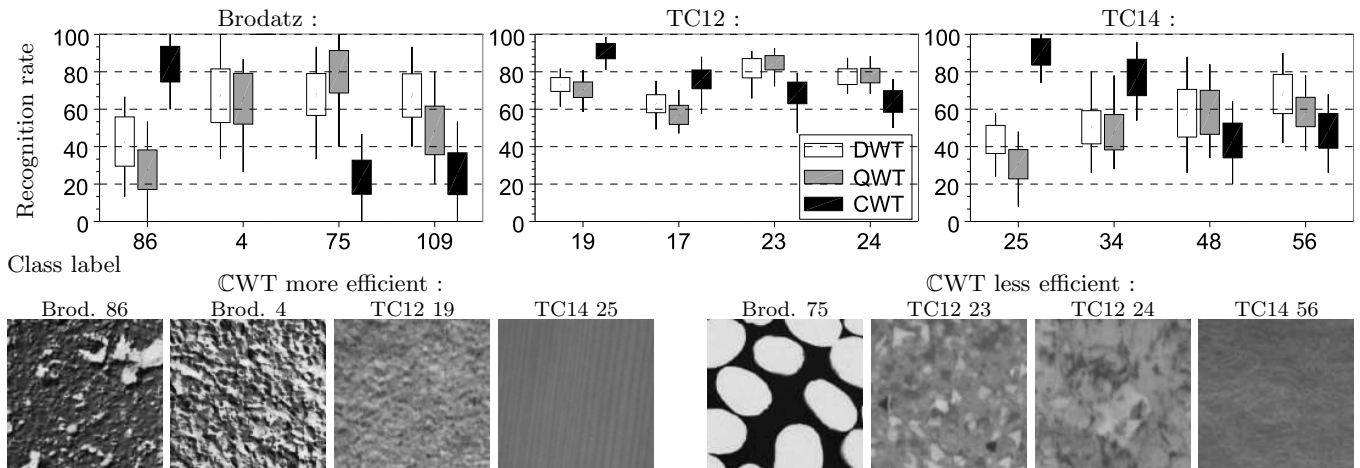 Brodatz :
TC12 :
TC14 :
Recognition rate
100
80
60
40
20
0
86 4 75 109
100
80
60
40
20
0
19 17 23 24
DWT
QWT
CWT
100
80
60
40
20
0
25 34 48 56
Class label
ℂWT more efficient :
ℂWT less efficient :
Brod. 86 Brod. 4 TC12 19 TC14 25 Brod. 75 TC12 23 TC12 24 TC14 56